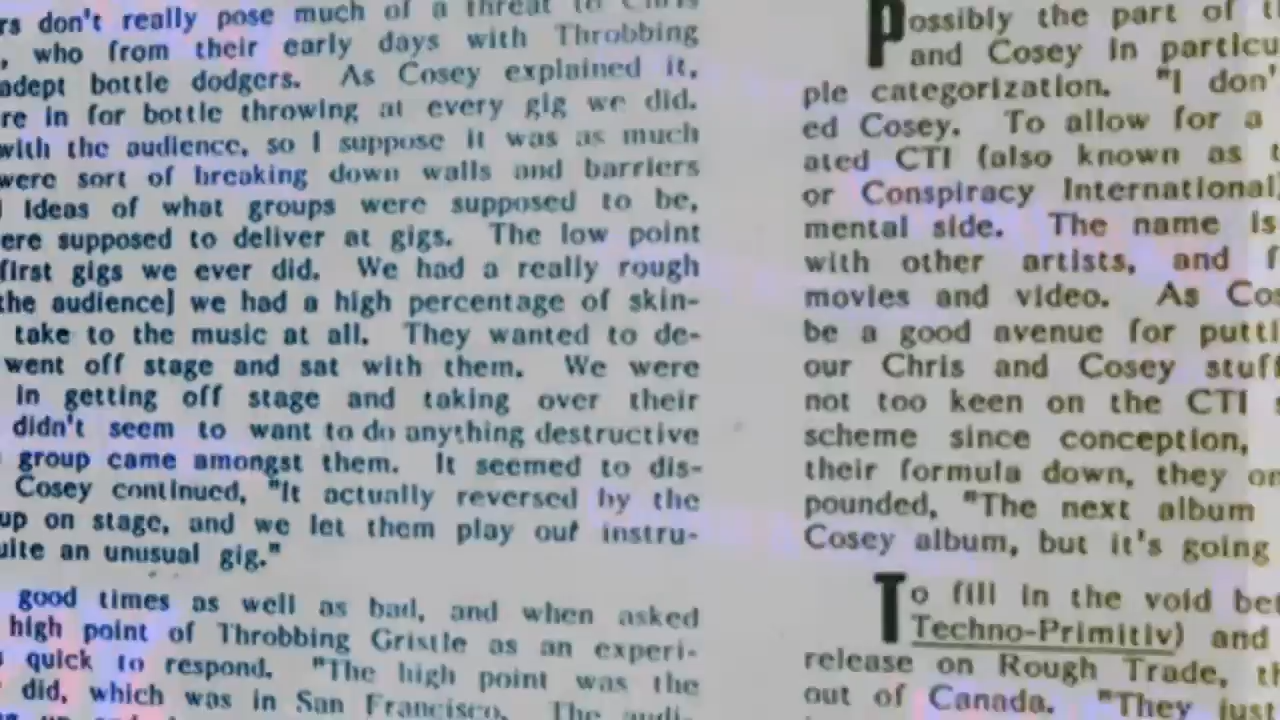 rs don't really pose much of a threat to Chris
, who from their early days with Throbbing
adept bottle dodgers. As Cosey explained it,
re in for bottle throwing at every gig we did.
with the audience, so I suppose it was as much
were sort of breaking down walls and barriers
ideas of what groups were supposed to be,
ere supposed to deliver at gigs. The low point
first gigs we ever did. We had a really rough
the audience] we had a high percentage of skin-
take to the music at all. They wanted to de-
went off stage and sat with them. We were
in getting off stage and taking over their
didn't seem to want to do anything destructive
group came amongst them. It seemed to dis-
Cosey continued, "It actually reversed by the
up on stage, and we let them play out instru-
uite an unusual gig."
good times as well as bad, and when asked
high point of Throbbing Gristle as an experi-
quick to respond. "The high point was the
did, which was in San Francisco. The audi-
Possibly the part of t
and Cosey in particu
ple categorization. "I don'
ed Cosey. To allow for a
ated CTI (also known as t
or Conspiracy International
mental side. The name is
with other artists, and f
movies and video. As Cos
be a good avenue for putti
our Chris and Cosey stuff
not too keen on the CTI
scheme since conception,
their formula down, they or
pounded, "The next album
Cosey album, but it's going
To fill in the void be
Techno-Primitiv) and
release on Rough Trade, th
out of Canada. "They just